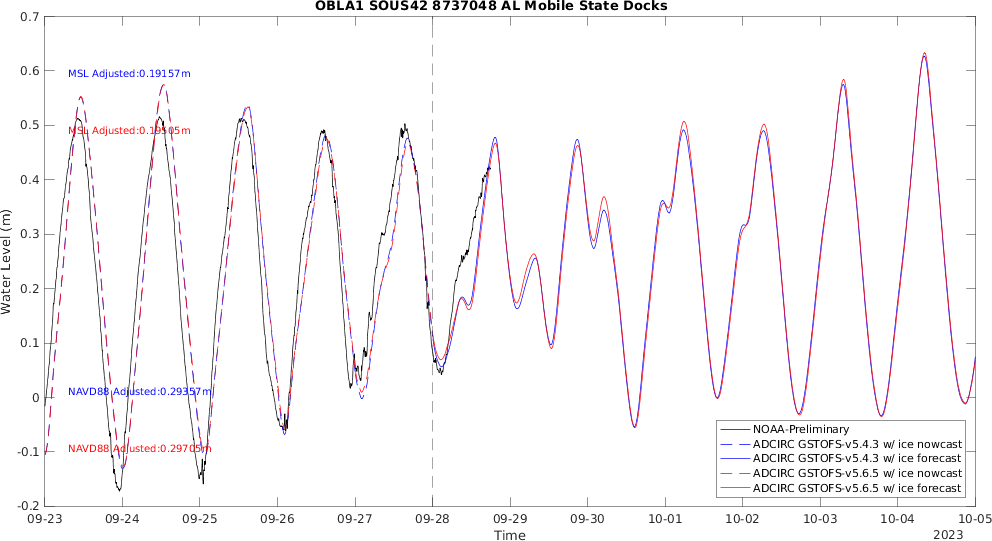 OBLA1 SOUS42 8737048 AL Mobile State Docks
0.7
0.6
0.5
0.4
0.3
0.2
0.1
0
-0.1
-0.2
Water Level (m)
MSL Adjusted:0.19157m
MSL Adjusted:0.19505m
NAVD88 Adjusted:0.29357m
NAVD88 Adjusted:0.29705m
NOAA-Preliminary
ADCIRC GSTOFS-v5.4.3 w/ ice nowcast
ADCIRC GSTOFS-v5.4.3 w/ ice forecast
ADCIRC GSTOFS-v5.6.5 w/ ice nowcast
ADCIRC GSTOFS-v5.6.5 w/ ice forecast
09-23 09-24 09-25 09-26 09-27 09-28 09-29 09-30 10-01 10-02 10-03 10-04 10-05
Time
2023